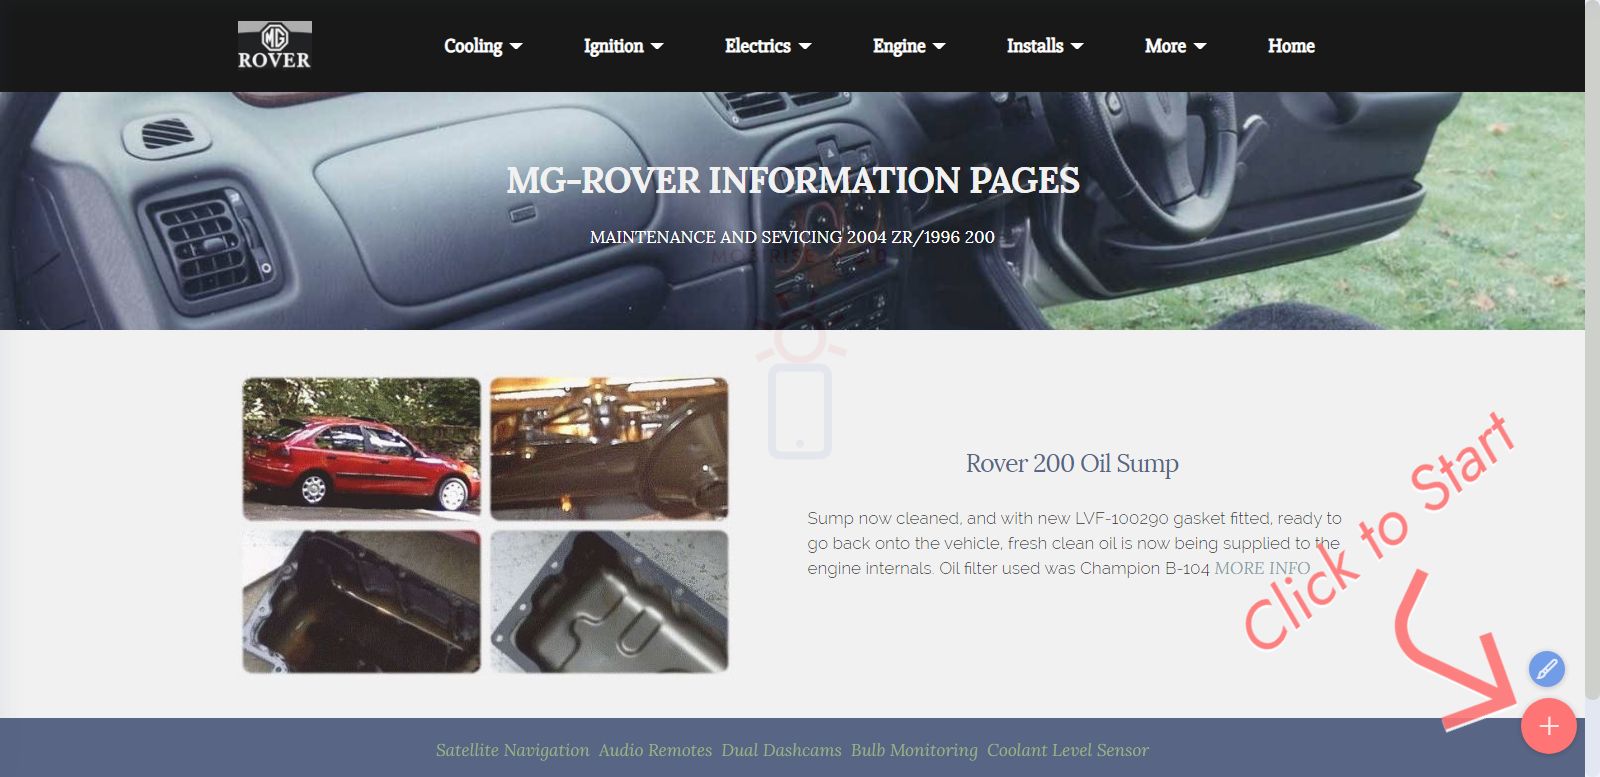 MG
ROVER
Cooling
Ignition
Electrics
Engine
Installs
More
Home
MG-ROVER INFORMATION PAGES
MAINTENANCE AND SEVICING 2004 ZR/1996 200
Rover 200 Oil Sump
Sump now cleaned, and with new LVF-100290 gasket fitted, ready to
go back onto the vehicle, fresh clean oil is now being supplied to the
engine internals. Oil filter used was Champion B-104 MORE INFO
Click to Start
Satellite Navigation Audio Remotes Dual Dashcams Bulb Monitoring Coolant Level Sensor